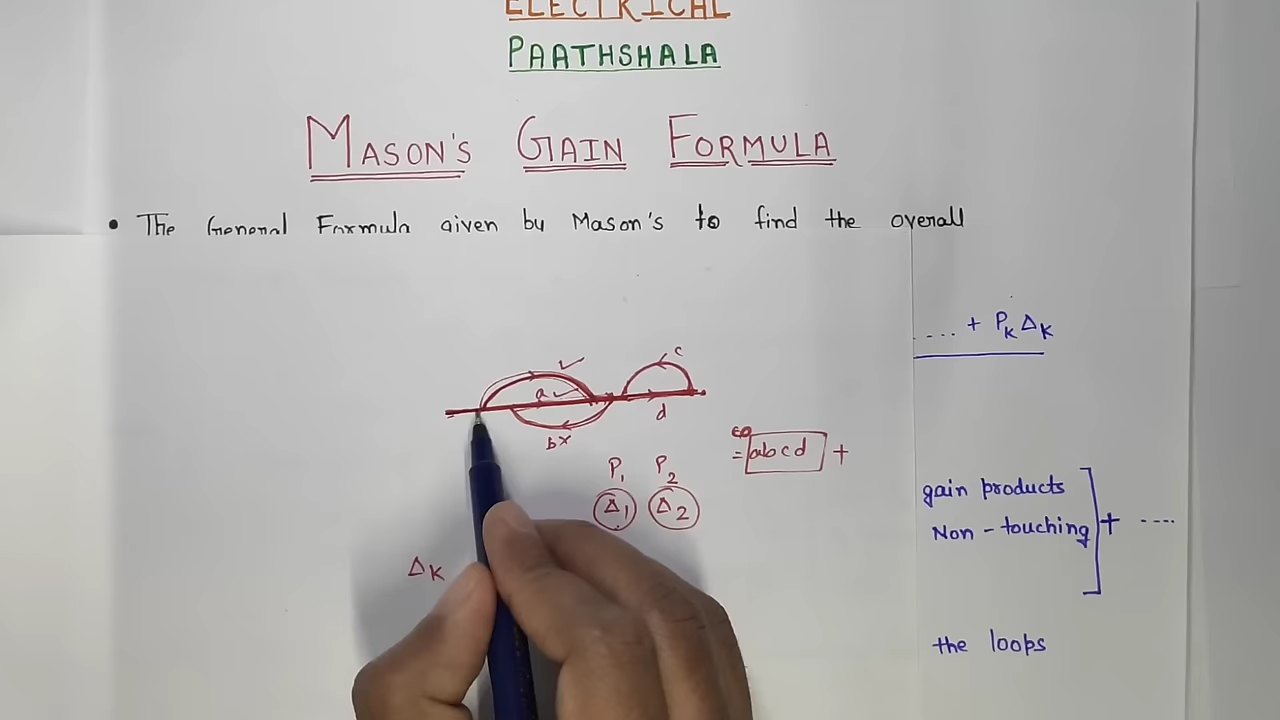 ELECTRICAL
PAATHSHALA
MASON'S GAIN FORMULA
• The General Formula given by Mason's to find the overall
.... + PK ΔK
c
a
d
b x
= abcd +
P1 P2
Δ1 Δ2
gain products
Non - touching + ....
ΔK
the loops